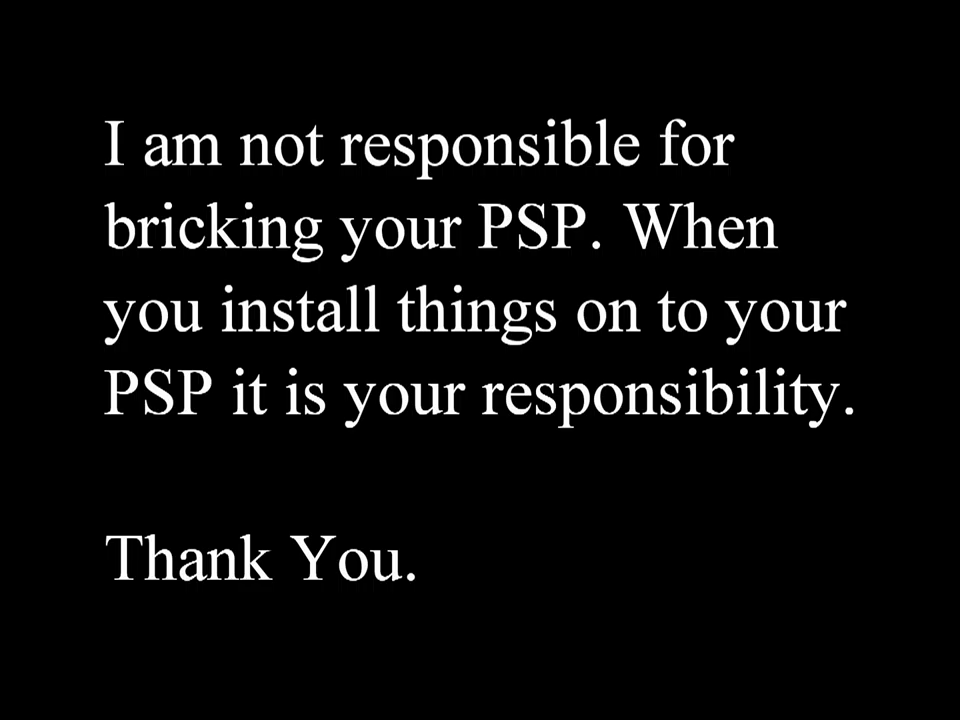 I am not responsible for
bricking your PSP. When
you install things on to your
PSP it is your responsibility.
Thank You.